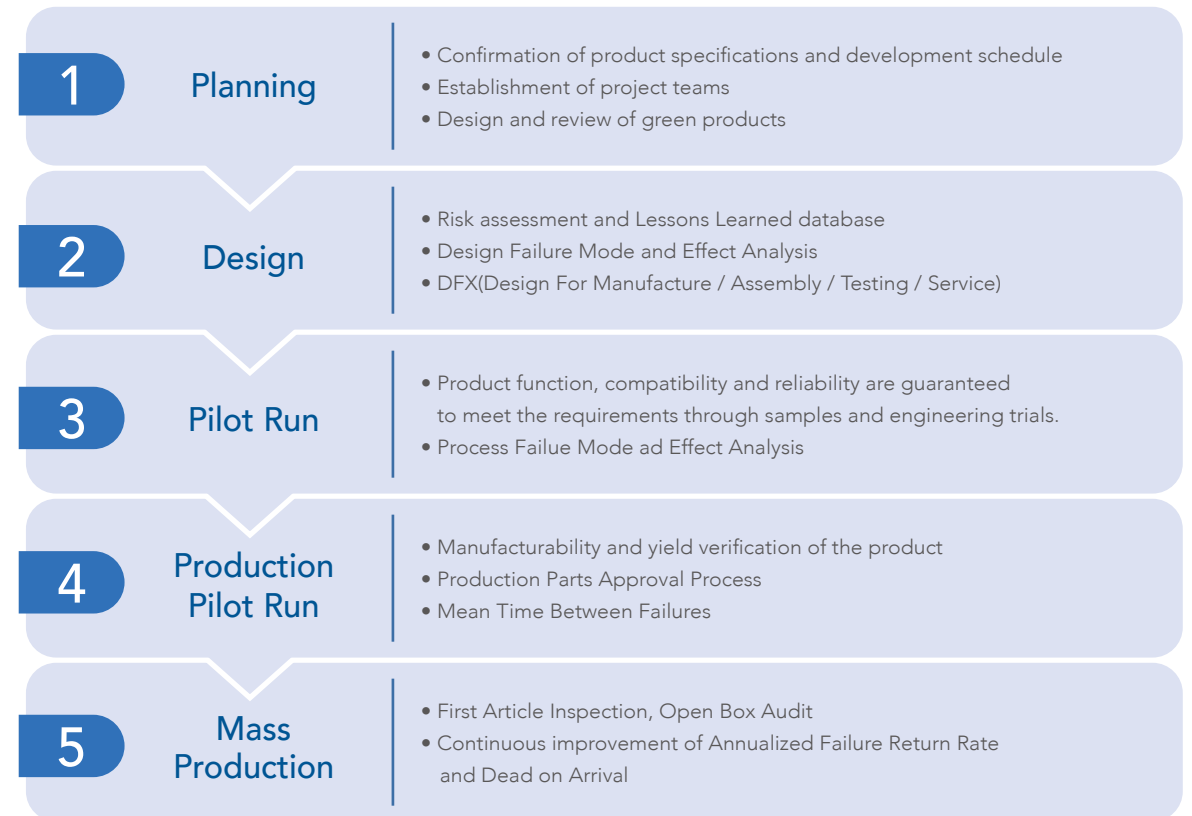 1
Planning
• Confirmation of product specifications and development schedule
• Establishment of project teams
• Design and review of green products
2
Design
• Risk assessment and Lessons Learned database
• Design Failure Mode and Effect Analysis
• DFX(Design For Manufacture / Assembly / Testing / Service)
3
Pilot Run
• Product function, compatibility and reliability are guaranteed
to meet the requirements through samples and engineering trials.
• Process Failue Mode ad Effect Analysis
4
Production
Pilot Run
• Manufacturability and yield verification of the product
• Production Parts Approval Process
• Mean Time Between Failures
5
Mass
Production
• First Article Inspection, Open Box Audit
• Continuous improvement of Annualized Failure Return Rate
and Dead on Arrival